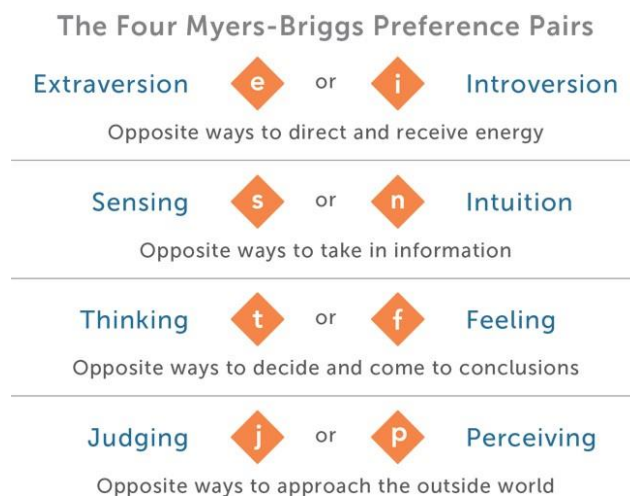 The Four Myers-Briggs Preference Pairs
Extraversion e or i Introversion
Opposite ways to direct and receive energy
Sensing s or n Intuition
Opposite ways to take in information
Thinking t or f Feeling
Opposite ways to decide and come to conclusions
Judging j or p Perceiving
Opposite ways to approach the outside world